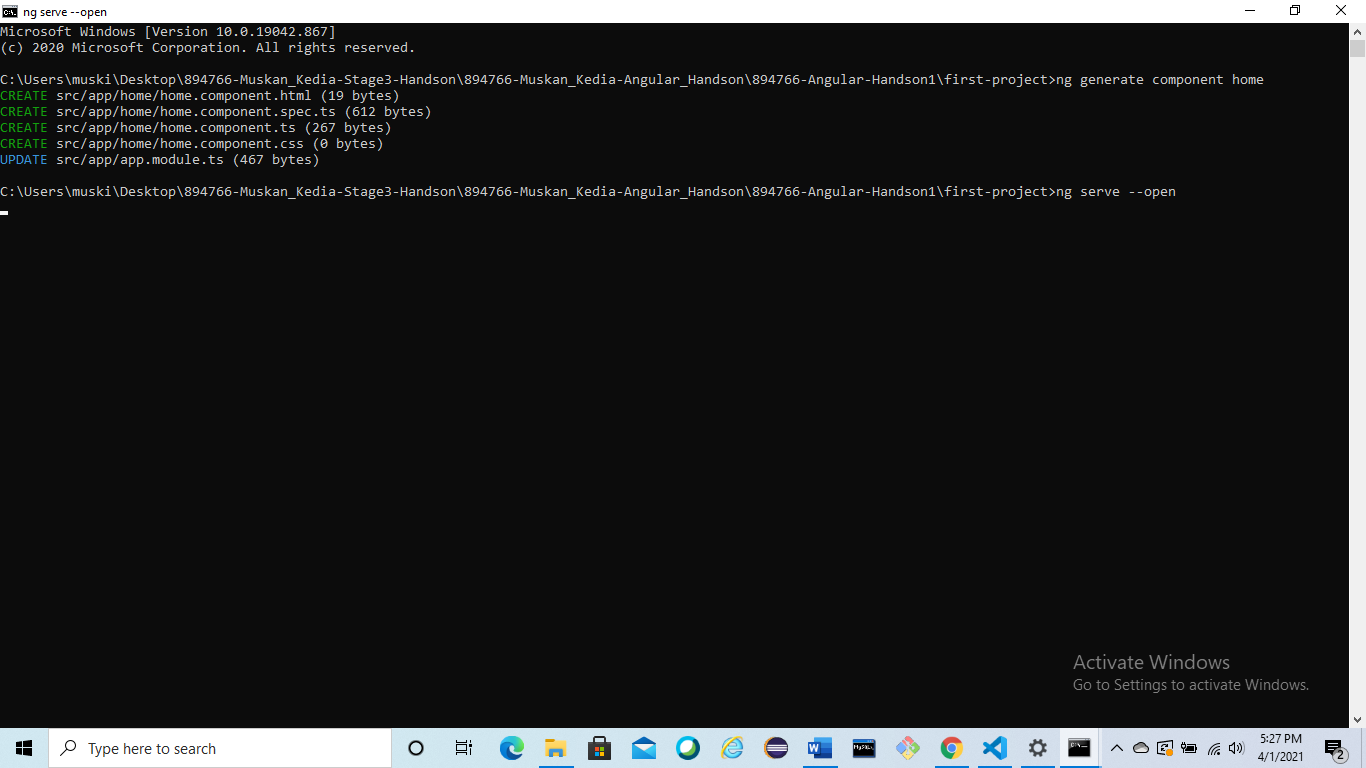 ng serve --open
Microsoft Windows [Version 10.0.19042.867]
(c) 2020 Microsoft Corporation. All rights reserved.
C:\Users\muski\Desktop\894766-Muskan_Kedia-Stage3-Handson\894766-Muskan_Kedia-Angular_Handson\894766-Angular-Handson1\first-project>ng generate component home
CREATE src/app/home/home.component.html (19 bytes)
CREATE src/app/home/home.component.spec.ts (612 bytes)
CREATE src/app/home/home.component.ts (267 bytes)
CREATE src/app/home/home.component.css (0 bytes)
UPDATE src/app/app.module.ts (467 bytes)
C:\Users\muski\Desktop\894766-Muskan_Kedia-Stage3-Handson\894766-Muskan_Kedia-Angular_Handson\894766-Angular-Handson1\first-project>ng serve --open
Activate Windows
Go to Settings to activate Windows.
Type here to search
5:27 PM
4/1/2021
2